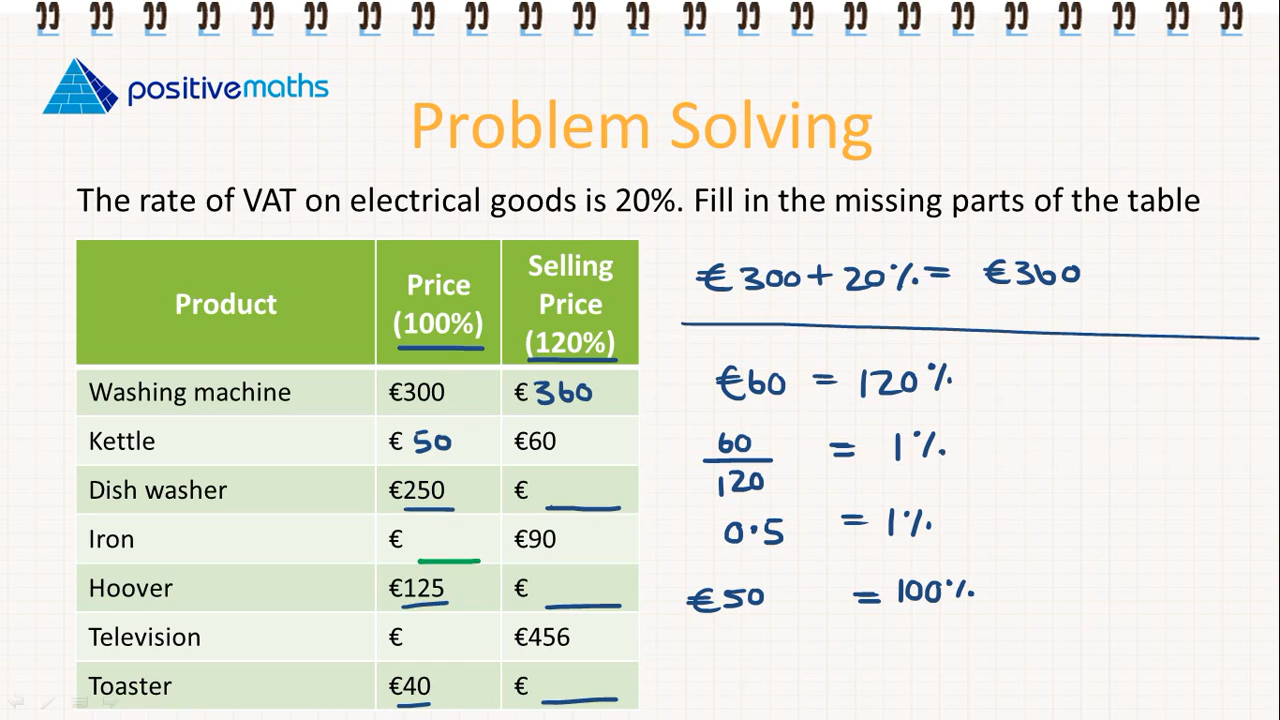 positivemaths
Problem Solving
The rate of VAT on electrical goods is 20%. Fill in the missing parts of the table
Product Price (100%) Selling Price (120%)
Washing machine €300 € 360
Kettle € 50 €60
Dish washer €250 €
Iron € €90
Hoover €125 €
Television € €456
Toaster €40 €
€300 + 20% = €360
€60 = 120%
60
120
= 1%
0.5 = 1%
€50 = 100%